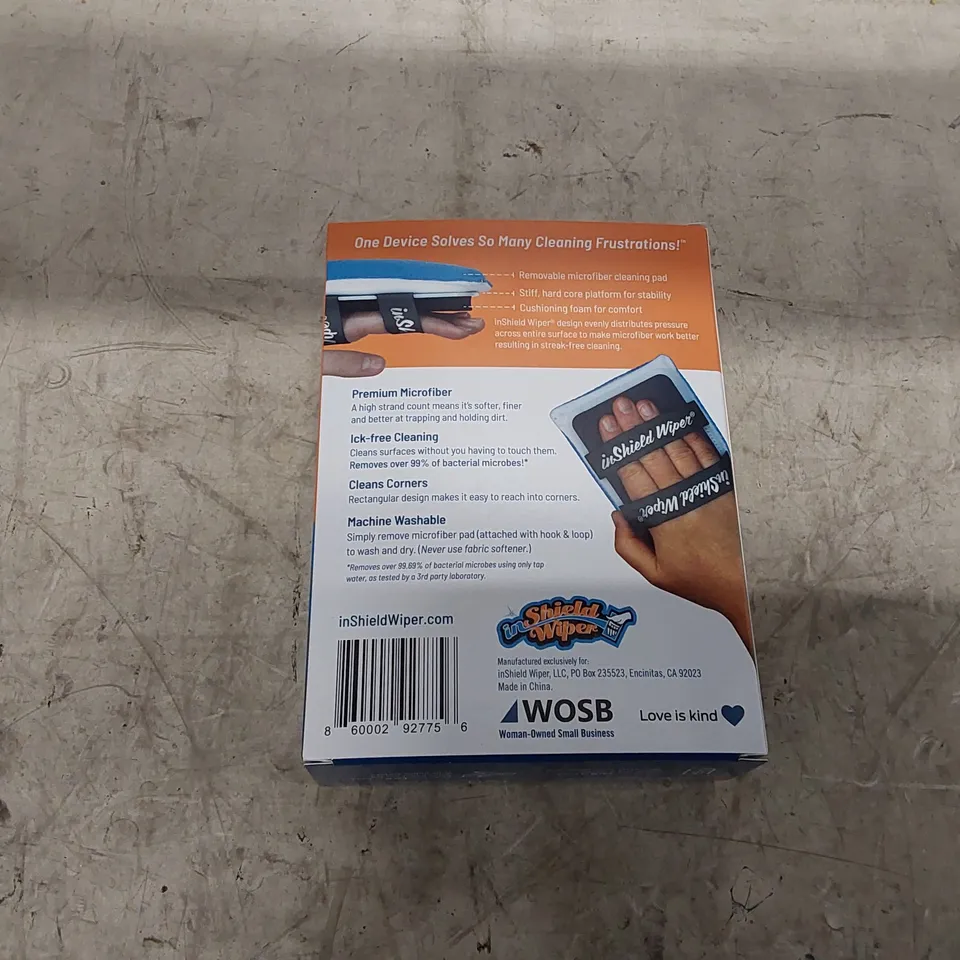 One Device Solves So Many Cleaning Frustrations!™
Removable microfiber cleaning pad
Stiff, hard core platform for stability
Cushioning foam for comfort
InShield Wiper® design evenly distributes pressure
across entire surface to make microfiber work better
resulting in streak-free cleaning.
inSh
Premium Microfiber
A high strand count means it's softer, finer
and better at trapping and holding dirt.
Ick-free Cleaning
Cleans surfaces without you having to touch them.
Removes over 99% of bacterial microbes!*
Cleans Corners
Rectangular design makes it easy to reach into corners.
Machine Washable
Simply remove microfiber pad (attached with hook & loop)
to wash and dry. (Never use fabric softener.)
*Removes over 99.69% of bacterial microbes using only tap
water, as tested by a 3rd party laboratory.
inShield Wiper®
inShield Wiper®
inShieldWiper.com
inShield
Wiper
Manufactured exclusively for:
inShield Wiper, LLC, PO Box 235523, Encinitas, CA 92023
Made in China.
WOSB
Woman-Owned Small Business
Love is kind
8 60002 92775 6